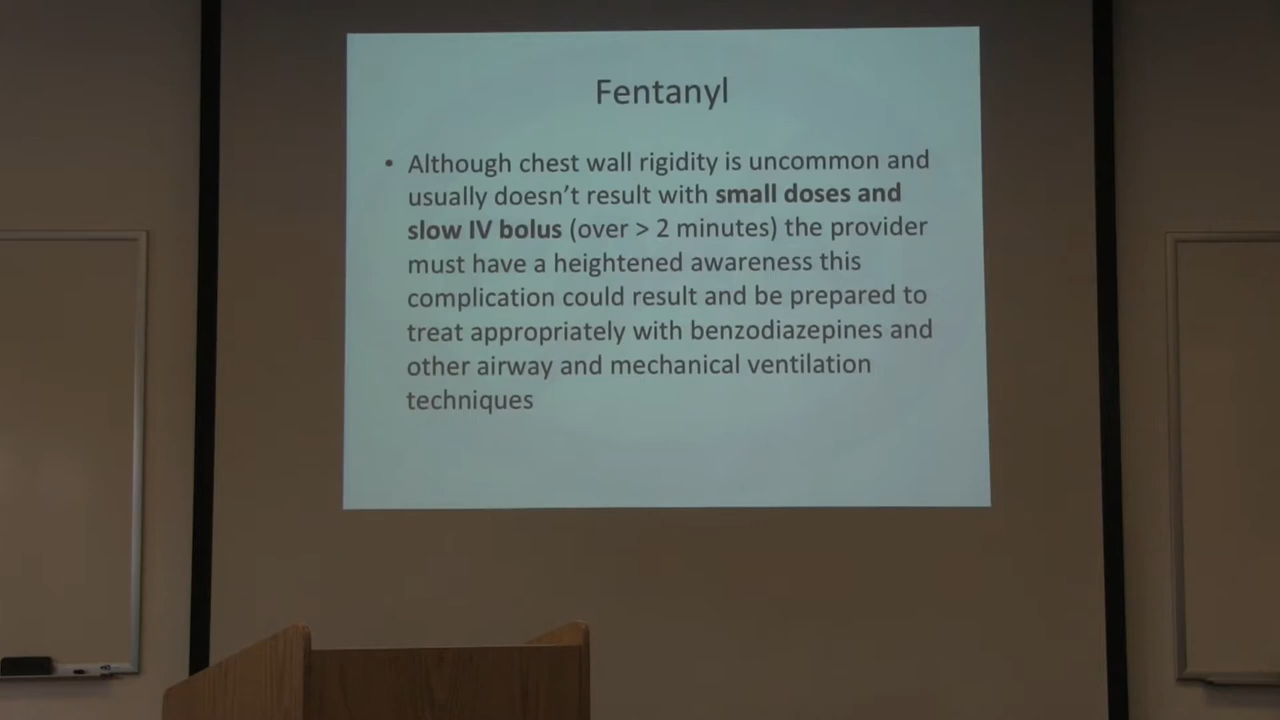 Fentanyl
• Although chest wall rigidity is uncommon and
usually doesn't result with small doses and
slow IV bolus (over > 2 minutes) the provider
must have a heightened awareness this
complication could result and be prepared to
treat appropriately with benzodiazepines and
other airway and mechanical ventilation
techniques